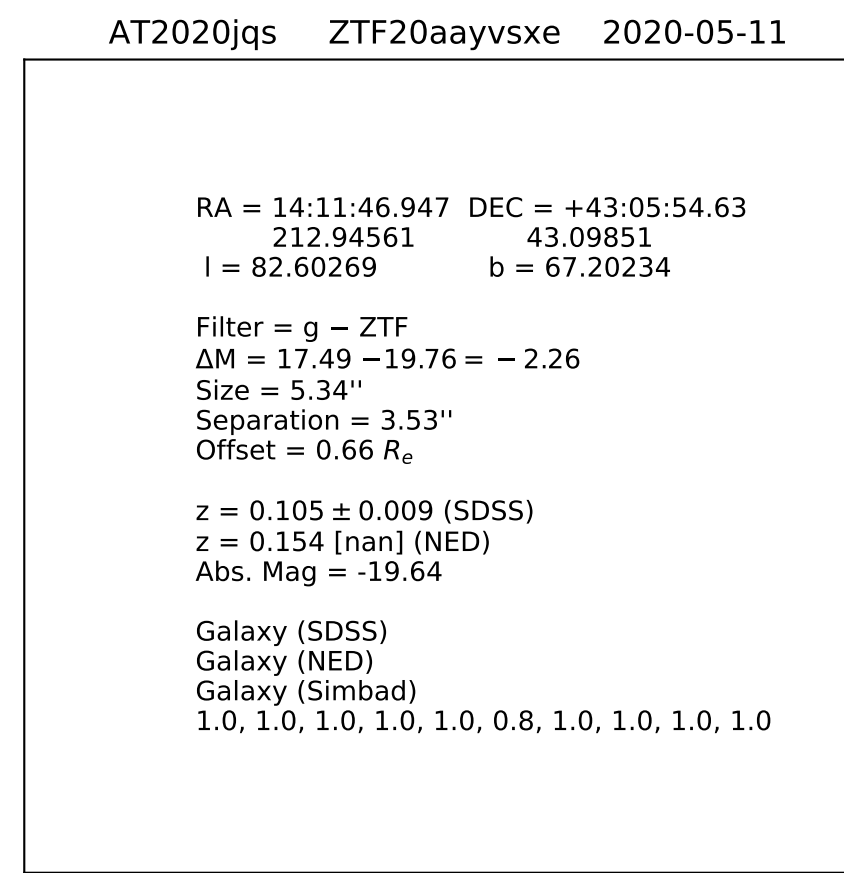 AT2020jqs ZTF20aayvsxe 2020-05-11
RA = 14:11:46.947 DEC = +43:05:54.63
212.94561 43.09851
l = 82.60269 b = 67.20234
Filter = g − ZTF
ΔM = 17.49 −19.76 = − 2.26
Size = 5.34''
Separation = 3.53''
Offset = 0.66 Rₑ
z = 0.105 ± 0.009 (SDSS)
z = 0.154 [nan] (NED)
Abs. Mag = -19.64
Galaxy (SDSS)
Galaxy (NED)
Galaxy (Simbad)
1.0, 1.0, 1.0, 1.0, 1.0, 0.8, 1.0, 1.0, 1.0, 1.0